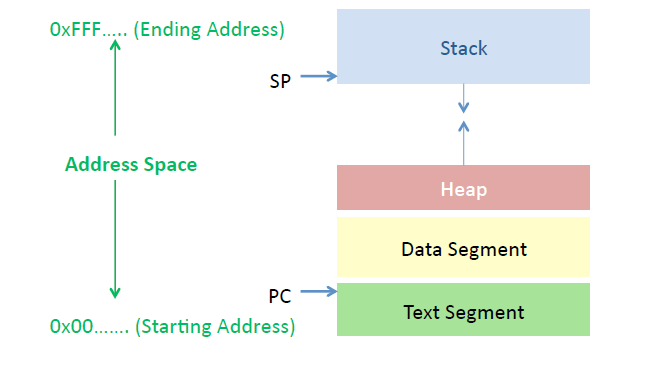 0xFFF….. (Ending Address)
Stack
SP
Address Space
Heap
Data Segment
PC
Text Segment
0x00……. (Starting Address)